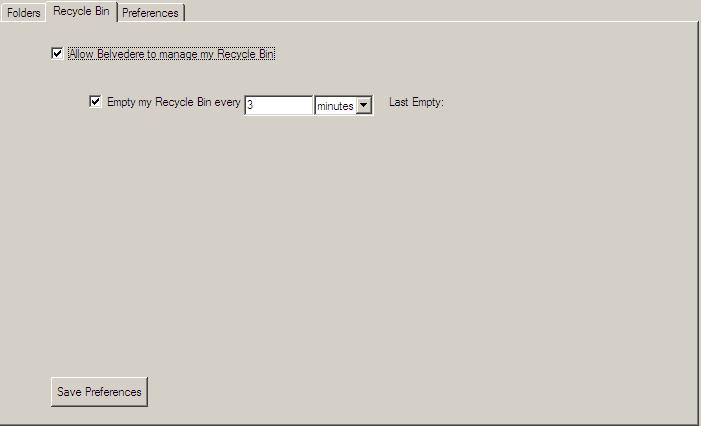 Folders Recycle Bin Preferences
Allow Belvedere to manage my Recycle Bin
Empty my Recycle Bin every 3 minutes Last Empty:
Save Preferences